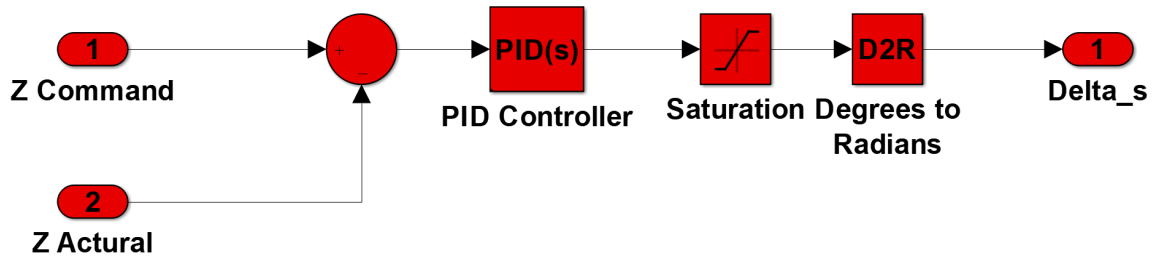 1
Z Command
+
−
PID(s)
PID Controller
Saturation
D2R
Degrees to
Radians
1
Delta_s
2
Z Actural